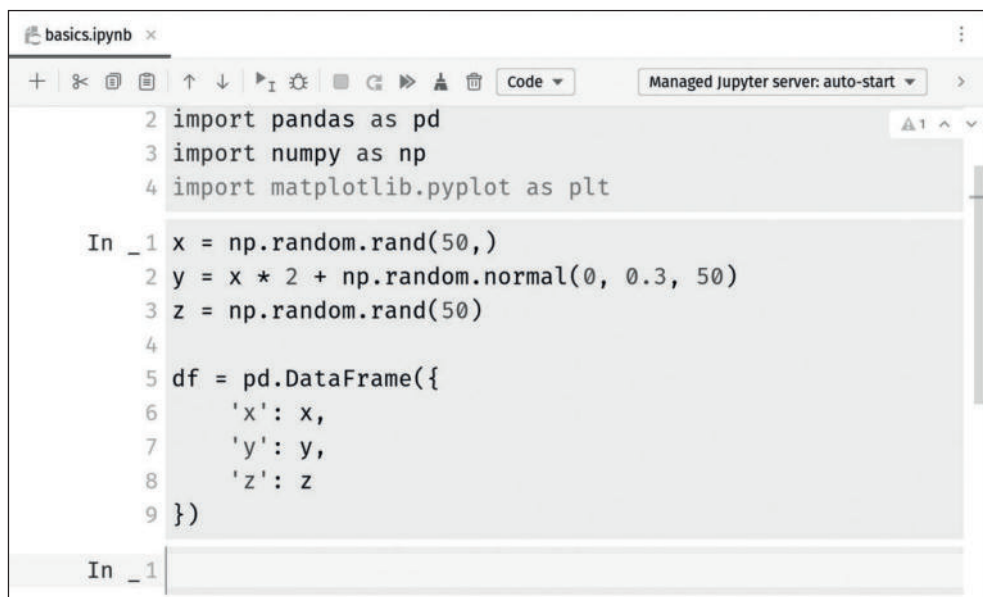 basics.ipynb
Code Managed Jupyter server: auto-start
1
2 import pandas as pd
3 import numpy as np
4 import matplotlib.pyplot as plt
In _1 x = np.random.rand(50,)
2 y = x * 2 + np.random.normal(0, 0.3, 50)
3 z = np.random.rand(50)
4
5 df = pd.DataFrame({
6     'x': x,
7     'y': y,
8     'z': z
9 })
In _1